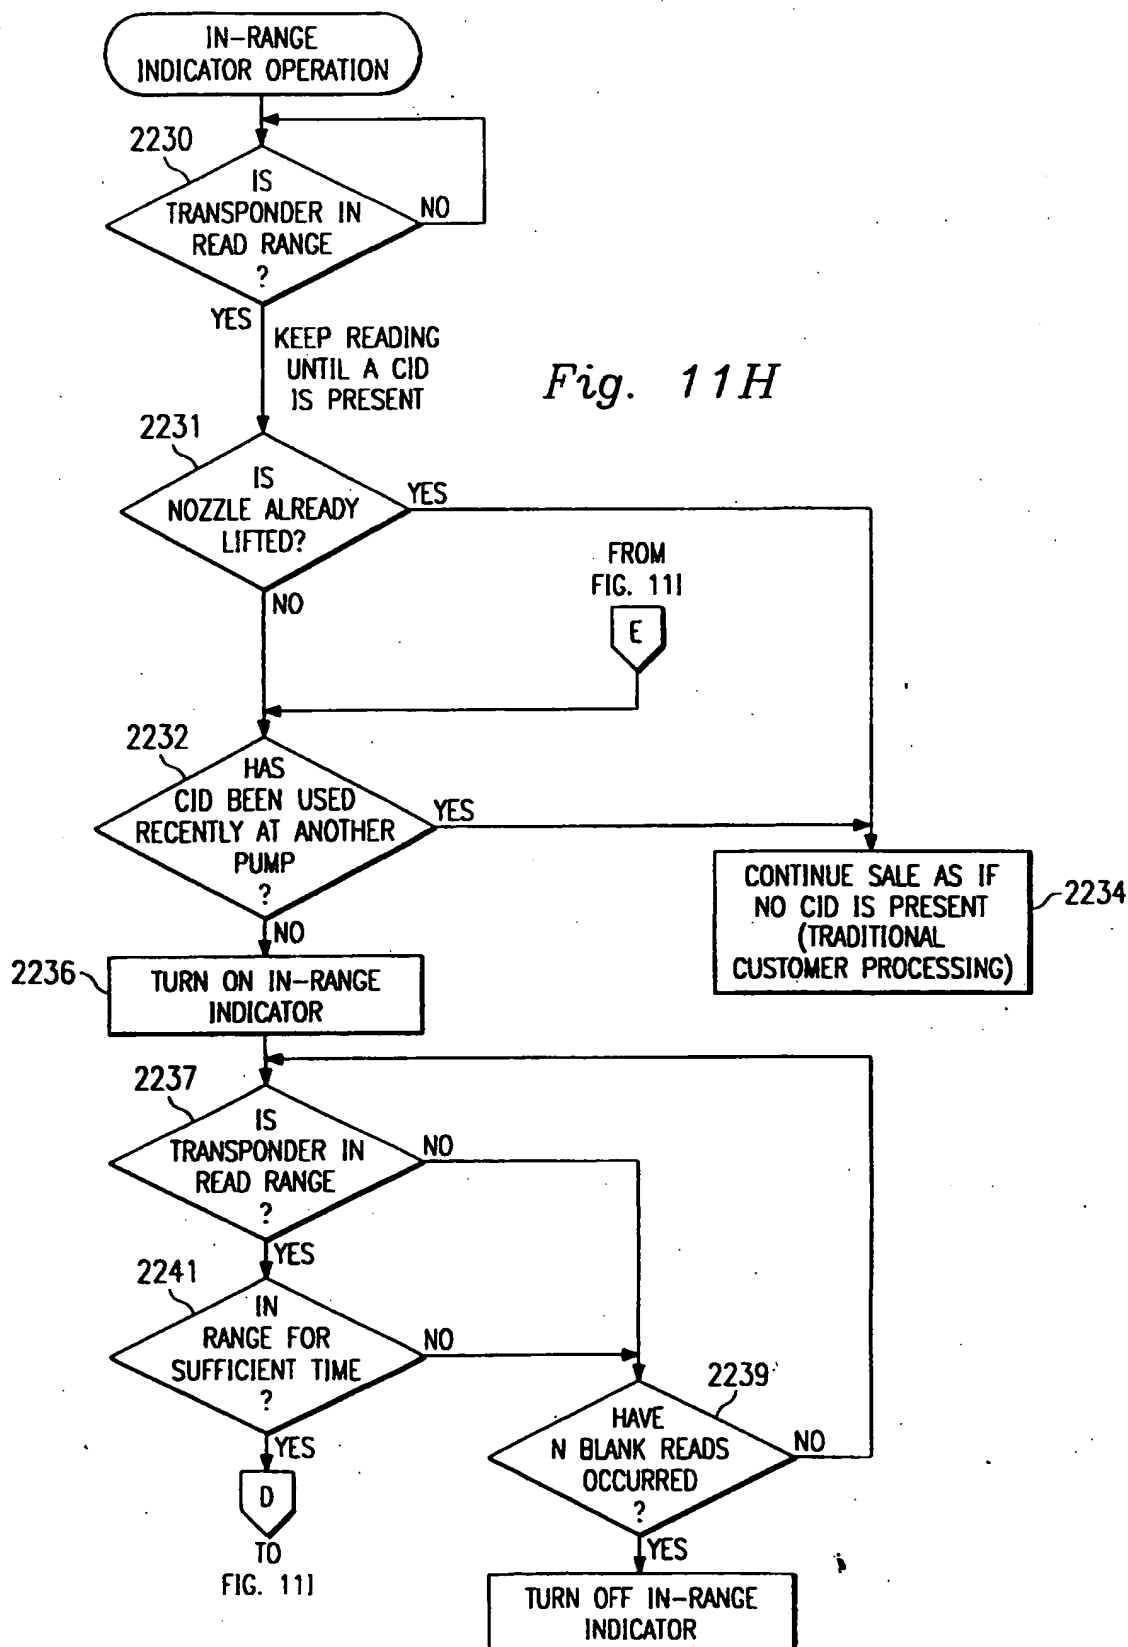 IN-RANGE
INDICATOR OPERATION
2230
IS
TRANSPONDER IN
READ RANGE
?
NO
YES
KEEP READING
UNTIL A CID
IS PRESENT
Fig. 11H
2231
IS
NOZZLE ALREADY
LIFTED?
YES
NO
FROM
FIG. 11I
E
2232
HAS
CID BEEN USED
RECENTLY AT ANOTHER
PUMP
?
YES
NO
CONTINUE SALE AS IF
NO CID IS PRESENT
(TRADITIONAL
CUSTOMER PROCESSING)
2234
2236
TURN ON IN-RANGE
INDICATOR
2237
IS
TRANSPONDER IN
READ RANGE
?
NO
YES
2241
IN
RANGE FOR
SUFFICIENT TIME
?
NO
YES
D
TO
FIG. 11I
2239
HAVE
N BLANK READS
OCCURRED
?
NO
YES
TURN OFF IN-RANGE
INDICATOR